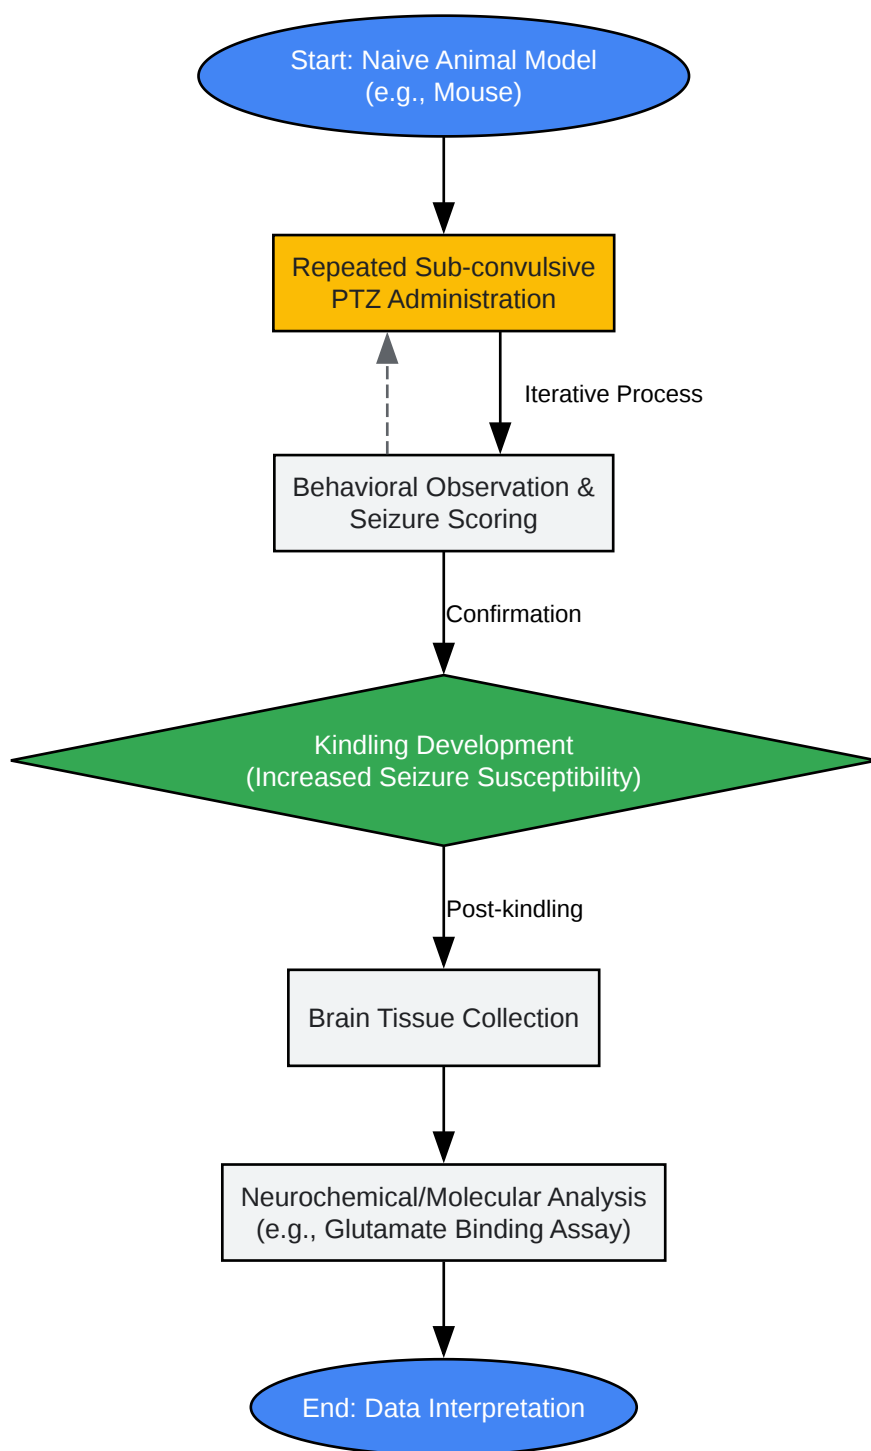 Start: Naive Animal Model
(e.g., Mouse)
Repeated Sub-convulsive
PTZ Administration
Iterative Process
Behavioral Observation &
Seizure Scoring
Confirmation
Kindling Development
(Increased Seizure Susceptibility)
Post-kindling
Brain Tissue Collection
Neurochemical/Molecular Analysis
(e.g., Glutamate Binding Assay)
End: Data Interpretation